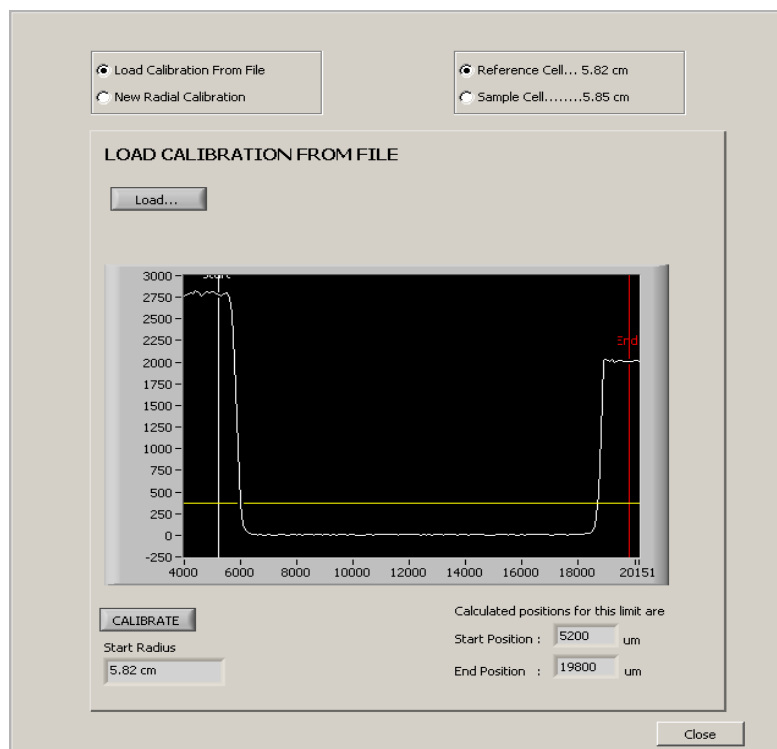 Load Calibration From File
New Radial Calibration
Reference Cell... 5.82 cm
Sample Cell........5.85 cm
LOAD CALIBRATION FROM FILE
Load...
3000
2750
2500
2250
2000
1750
1500
1250
1000
750
500
250
0
-250
Start
End
4000 6000 8000 10000 12000 14000 16000 18000 20151
CALIBRATE
Start Radius
5.82 cm
Calculated positions for this limit are
Start Position : 5200 um
End Position : 19800 um
Close